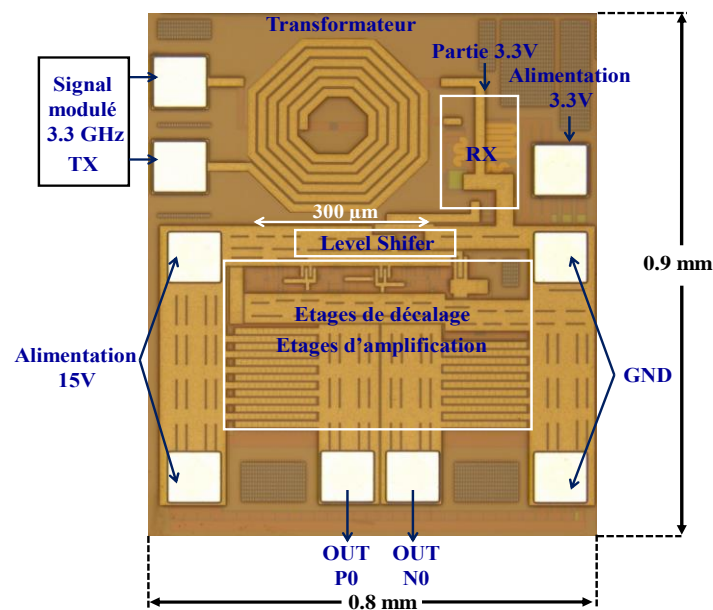 Transformateur
Partie 3.3V
Alimentation
3.3V
Signal
modulé
3.3 GHz
TX
RX
300 µm
Level Shifer
0.9 mm
Etages de décalage
Etages d'amplification
Alimentation
15V
GND
OUT
P0
OUT
N0
0.8 mm